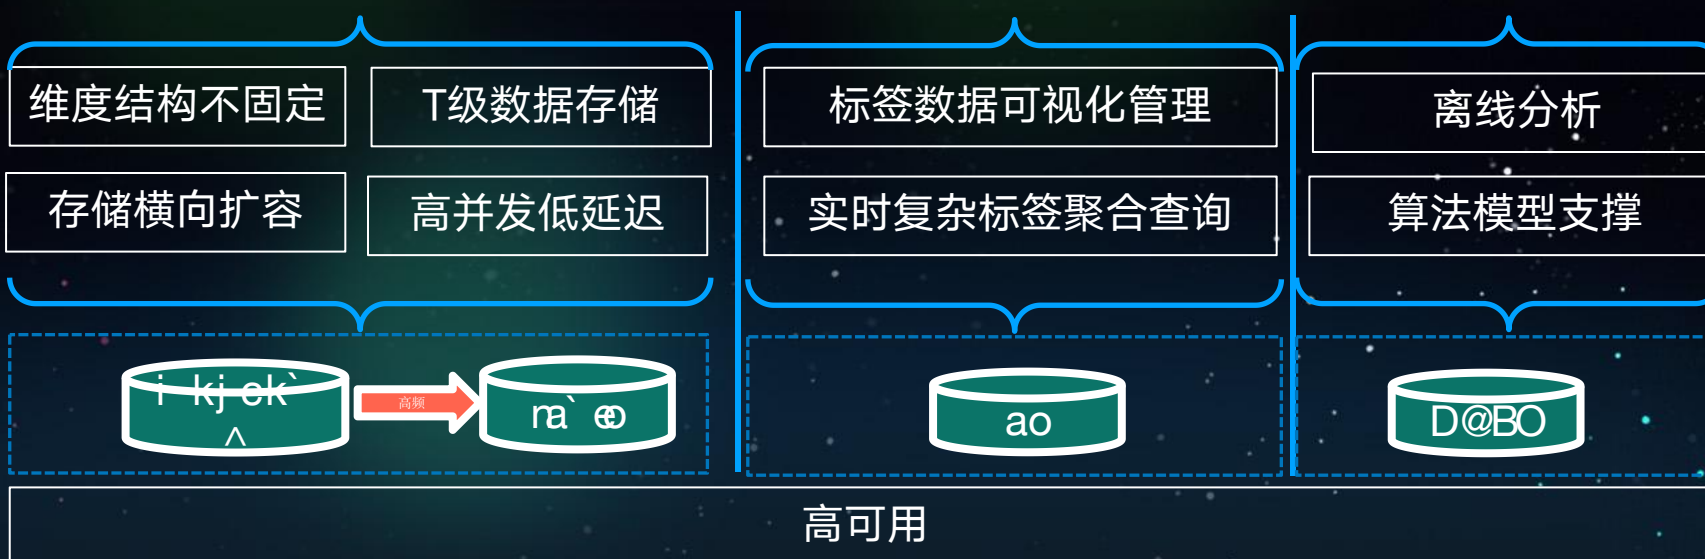 维度结构不固定
T级数据存储
标签数据可视化管理
离线分析
存储横向扩容
高并发低延迟
实时复杂标签聚合查询
算法模型支撑
i kj ck`
^
高频
ao
D@BO
高可用